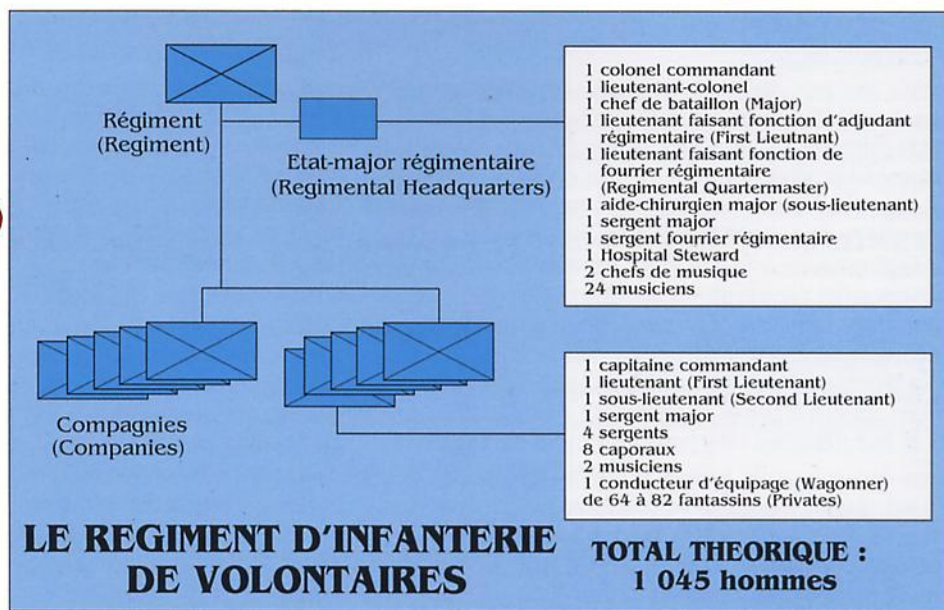 Régiment
(Regiment)
Etat-major régimentaire
(Regimental Headquarters)
1 colonel commandant
1 lieutenant-colonel
1 chef de bataillon (Major)
1 lieutenant faisant fonction d'adjudant
régimentaire (First Lieutnant)
1 lieutenant faisant fonction de
fourrier régimentaire
(Regimental Quartermaster)
1 aide-chirurgien major (sous-lieutenant)
1 sergent major
1 sergent fourrier régimentaire
1 Hospital Steward
2 chefs de musique
24 musiciens
Compagnies
(Companies)
1 capitaine commandant
1 lieutenant (First Lieutenant)
1 sous-lieutenant (Second Lieutenant)
1 sergent major
4 sergents
8 caporaux
2 musiciens
1 conducteur d'équipage (Wagonner)
de 64 à 82 fantassins (Privates)
LE REGIMENT D'INFANTERIE
DE VOLONTAIRES
TOTAL THEORIQUE :
1 045 hommes